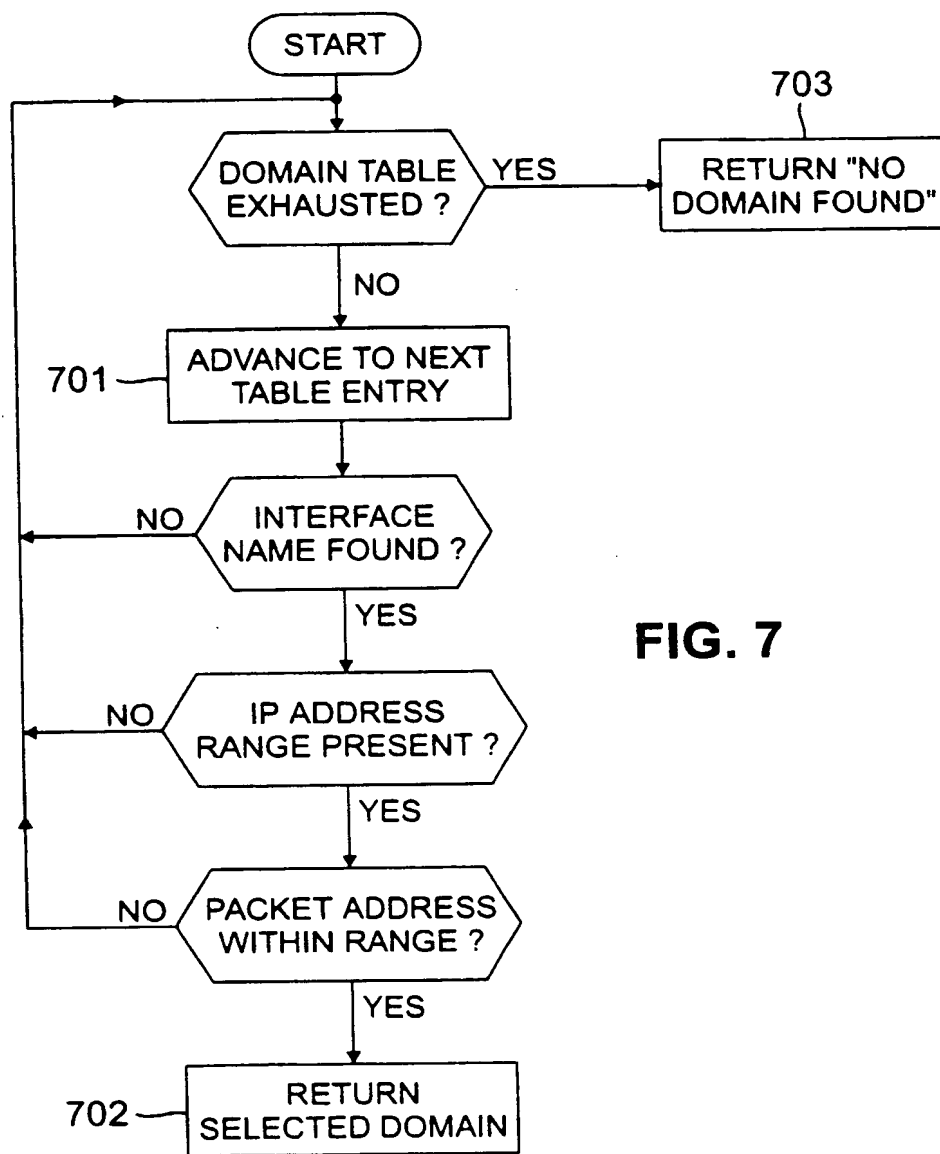 START
703
DOMAIN TABLE
EXHAUSTED ?
YES
RETURN "NO
DOMAIN FOUND"
NO
701
ADVANCE TO NEXT
TABLE ENTRY
NO
INTERFACE
NAME FOUND ?
YES
FIG. 7
NO
IP ADDRESS
RANGE PRESENT ?
YES
NO
PACKET ADDRESS
WITHIN RANGE ?
YES
702
RETURN
SELECTED DOMAIN